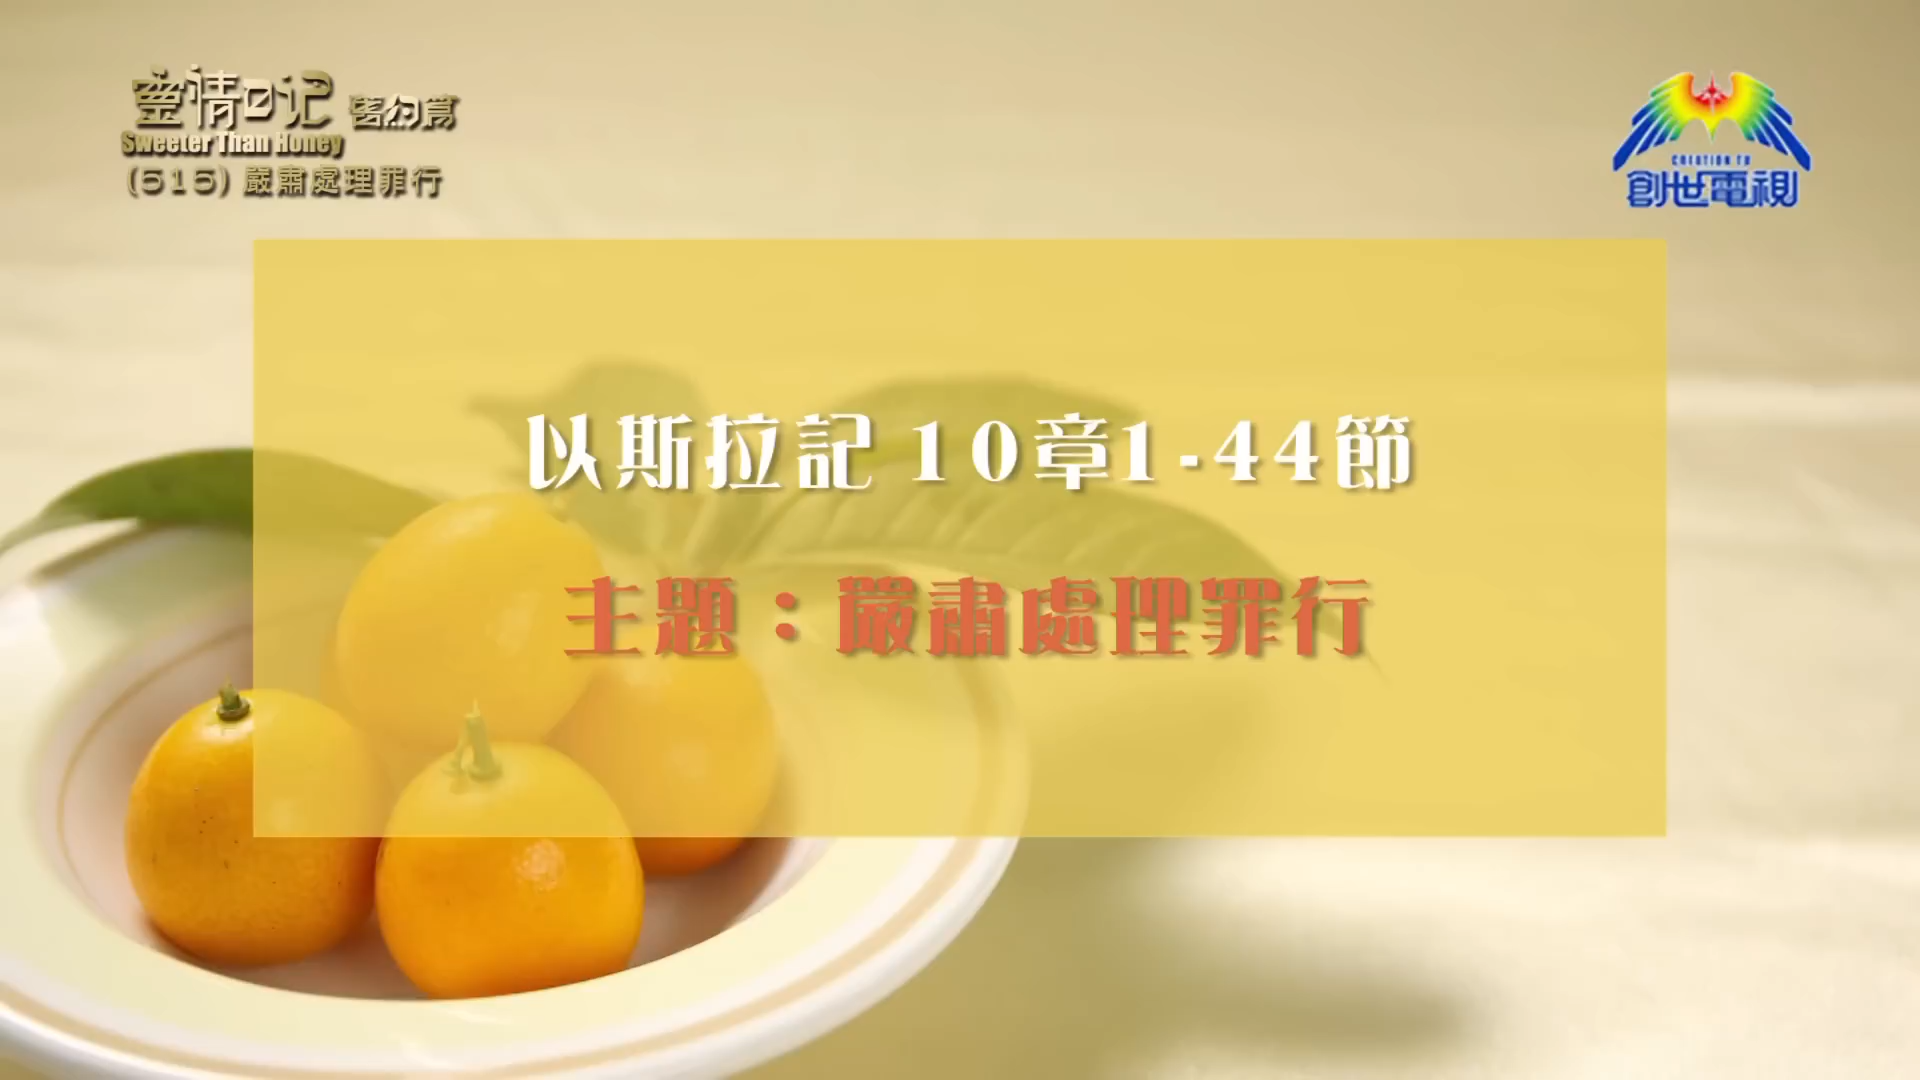 靈情日记 舊約篇
Sweeter Than Honey
(515) 嚴肅處理罪行
CREATION TV
創世電視
以斯拉記 10章1-44節
主題：嚴肅處理罪行